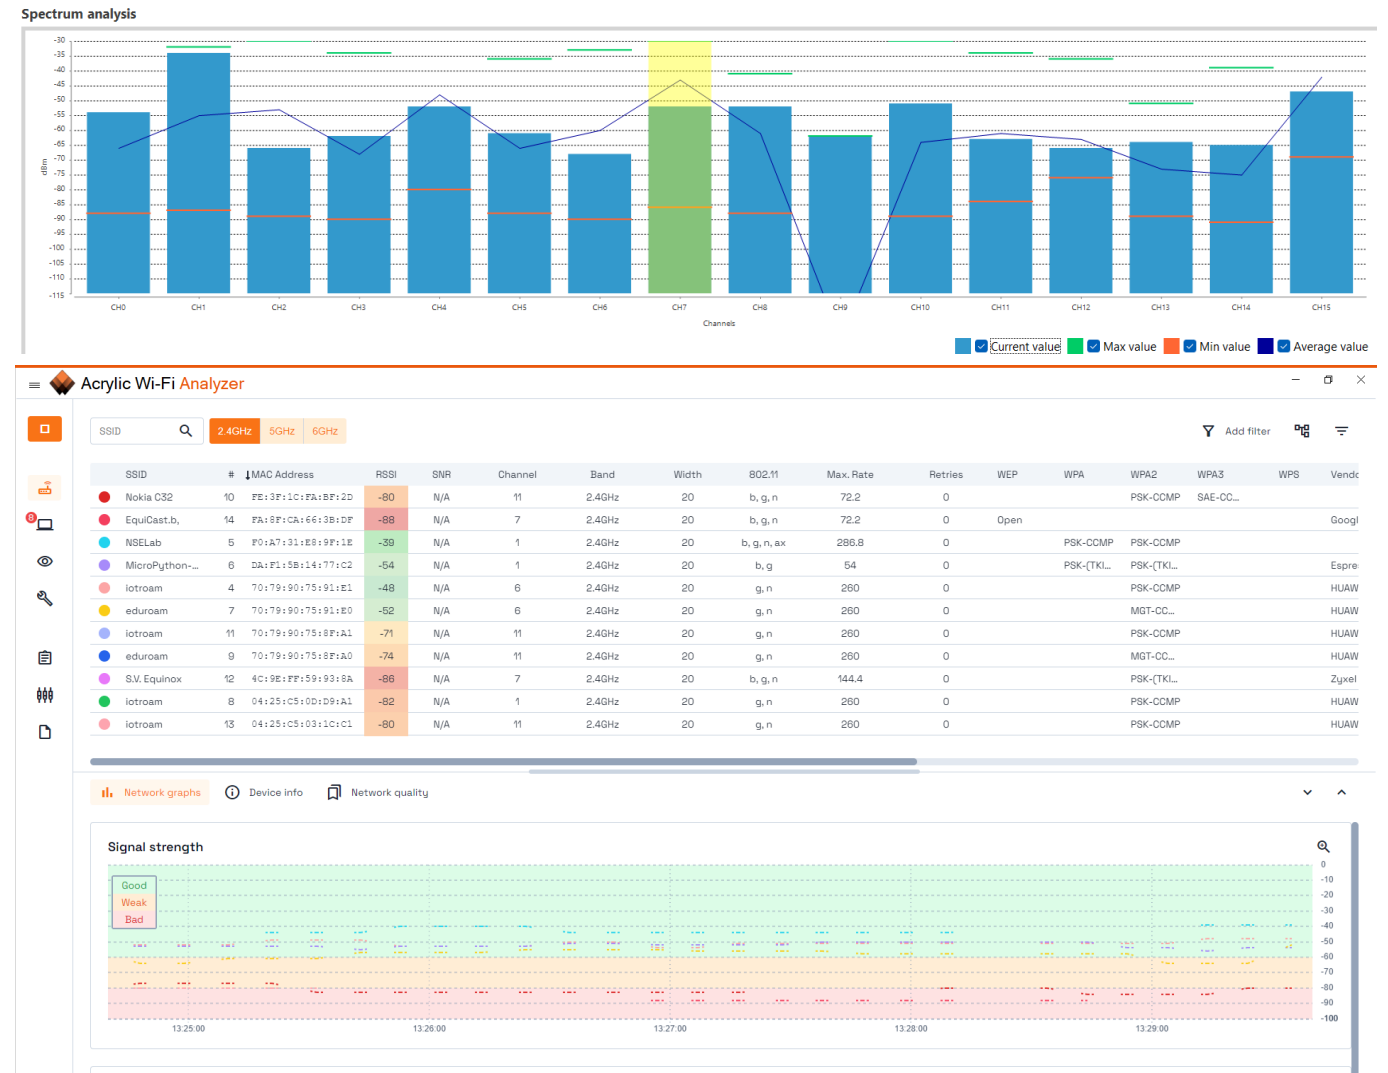 Spectrum analysis
-30
-35
-40
-45
-50
-55
-60
-65
-70
-75
-80
-85
-90
-95
-100
-105
-110
-115
dBm
CH0 CH1 CH2 CH3 CH4 CH5 CH6 CH7 CH8 CH9 CH10 CH11 CH12 CH13 CH14 CH15
Channels
Current value Max value Min value Average value
Acrylic Wi-Fi Analyzer
SSID 2.4GHz 5GHz 6GHz Add filter
SSID # MAC Address RSSI SNR Channel Band Width 802.11 Max. Rate Retries WEP WPA WPA2 WPA3 WPS Vendo
Nokia C32 10 FE:3F:1C:FA:BF:2D -80 N/A 11 2.4GHz 20 b, g, n 72.2 0 PSK-CCMP SAE-CC...
EquiCast.b, 14 FA:8F:CA:66:3B:DF -88 N/A 7 2.4GHz 20 b, g, n 72.2 0 Open Googl
NSELab 5 F0:A7:31:E8:9F:1E -39 N/A 1 2.4GHz 20 b, g, n, ax 286.8 0 PSK-CCMP PSK-CCMP
MicroPython-... 6 DA:F1:5B:14:77:C2 -54 N/A 1 2.4GHz 20 b, g 54 0 PSK-(TKI... PSK-(TKI... Espre
iotroam 4 70:79:90:75:91:E1 -48 N/A 6 2.4GHz 20 g, n 260 0 PSK-CCMP HUAW
eduroam 7 70:79:90:75:91:E0 -52 N/A 6 2.4GHz 20 g, n 260 0 MGT-CC... HUAW
iotroam 11 70:79:90:75:8F:A1 -71 N/A 11 2.4GHz 20 g, n 260 0 PSK-CCMP HUAW
eduroam 9 70:79:90:75:8F:A0 -74 N/A 11 2.4GHz 20 g, n 260 0 MGT-CC... HUAW
S.V. Equinox 12 4C:9E:FF:59:93:8A -86 N/A 7 2.4GHz 20 b, g, n 144.4 0 PSK-(TKI... Zyxel
iotroam 8 04:25:C5:0D:D9:A1 -82 N/A 1 2.4GHz 20 g, n 260 0 PSK-CCMP HUAW
iotroam 13 04:25:C5:03:1C:C1 -80 N/A 11 2.4GHz 20 g, n 260 0 PSK-CCMP HUAW
8
Network graphs Device info Network quality
Signal strength
Good
Weak
Bad
0
-10
-20
-30
-40
-50
-60
-70
-80
-90
-100
13:25:00 13:26:00 13:27:00 13:28:00 13:29:00